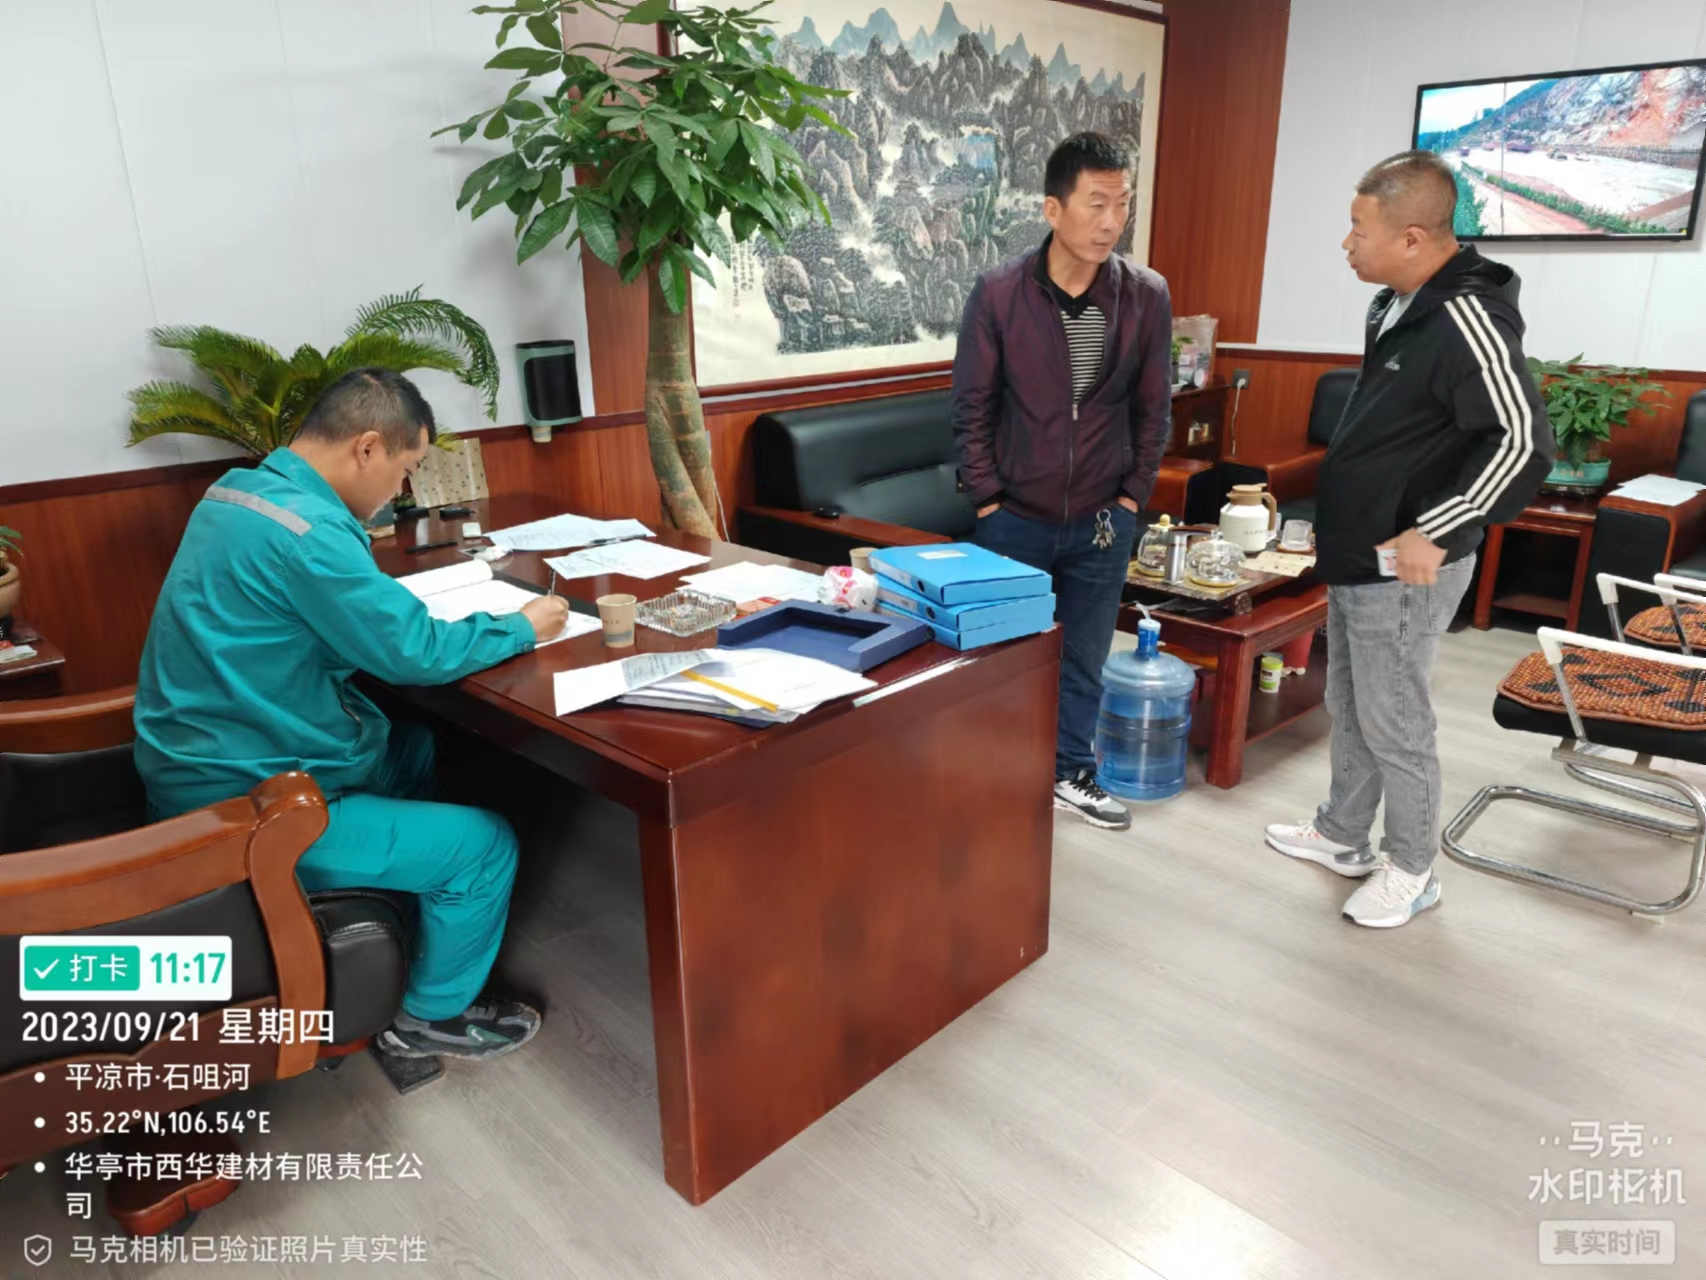 打卡 11:17
2023/09/21 星期四
平凉市·石咀河
35.22°N,106.54°E
华亭市西华建材有限责任公
司
马克相机已验证照片真实性
马克
水印相机
真实时间